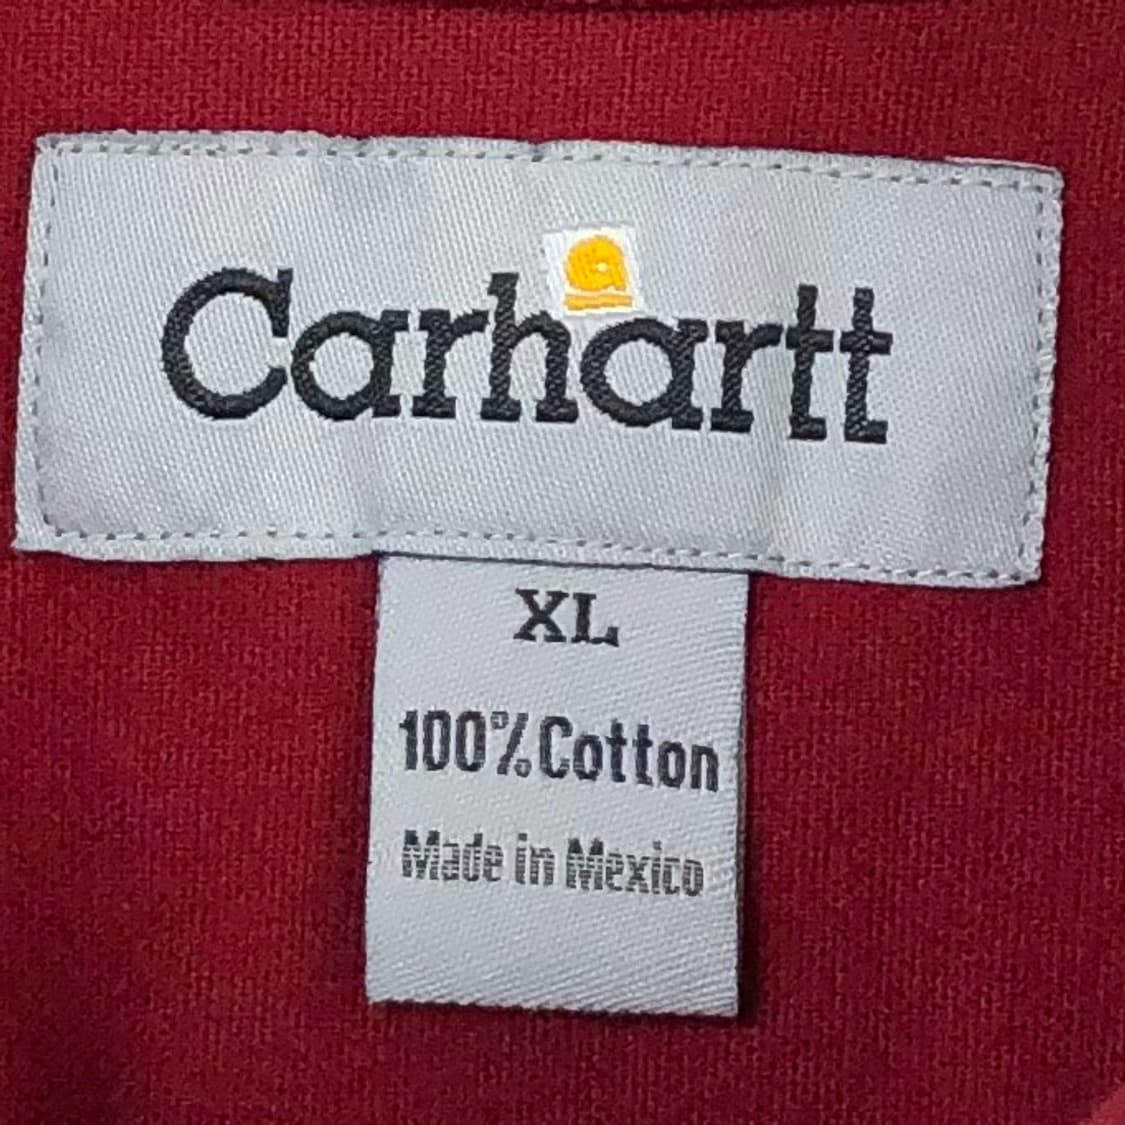 Carhartt
XL
100% Cotton
Made in Mexico